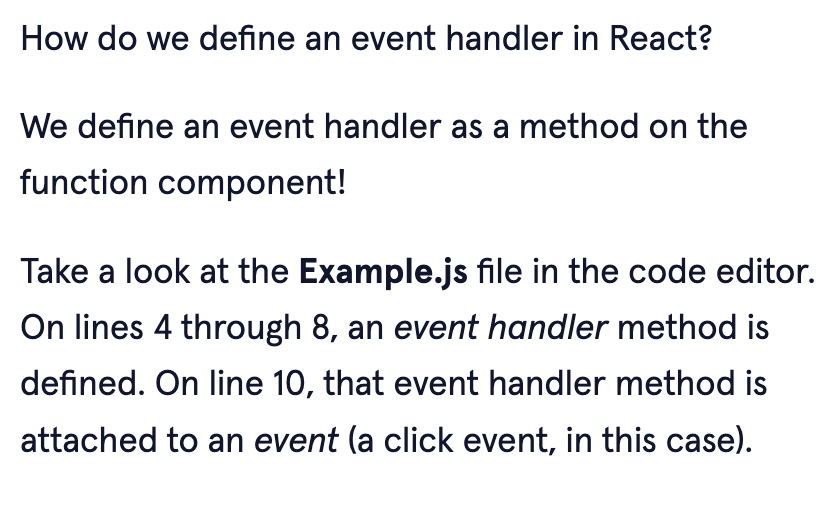 How do we define an event handler in React?
We define an event handler as a method on the
function component!
Take a look at the Example.js file in the code editor.
On lines 4 through 8, an event handler method is
defined. On line 10, that event handler method is
attached to an event (a click event, in this case).